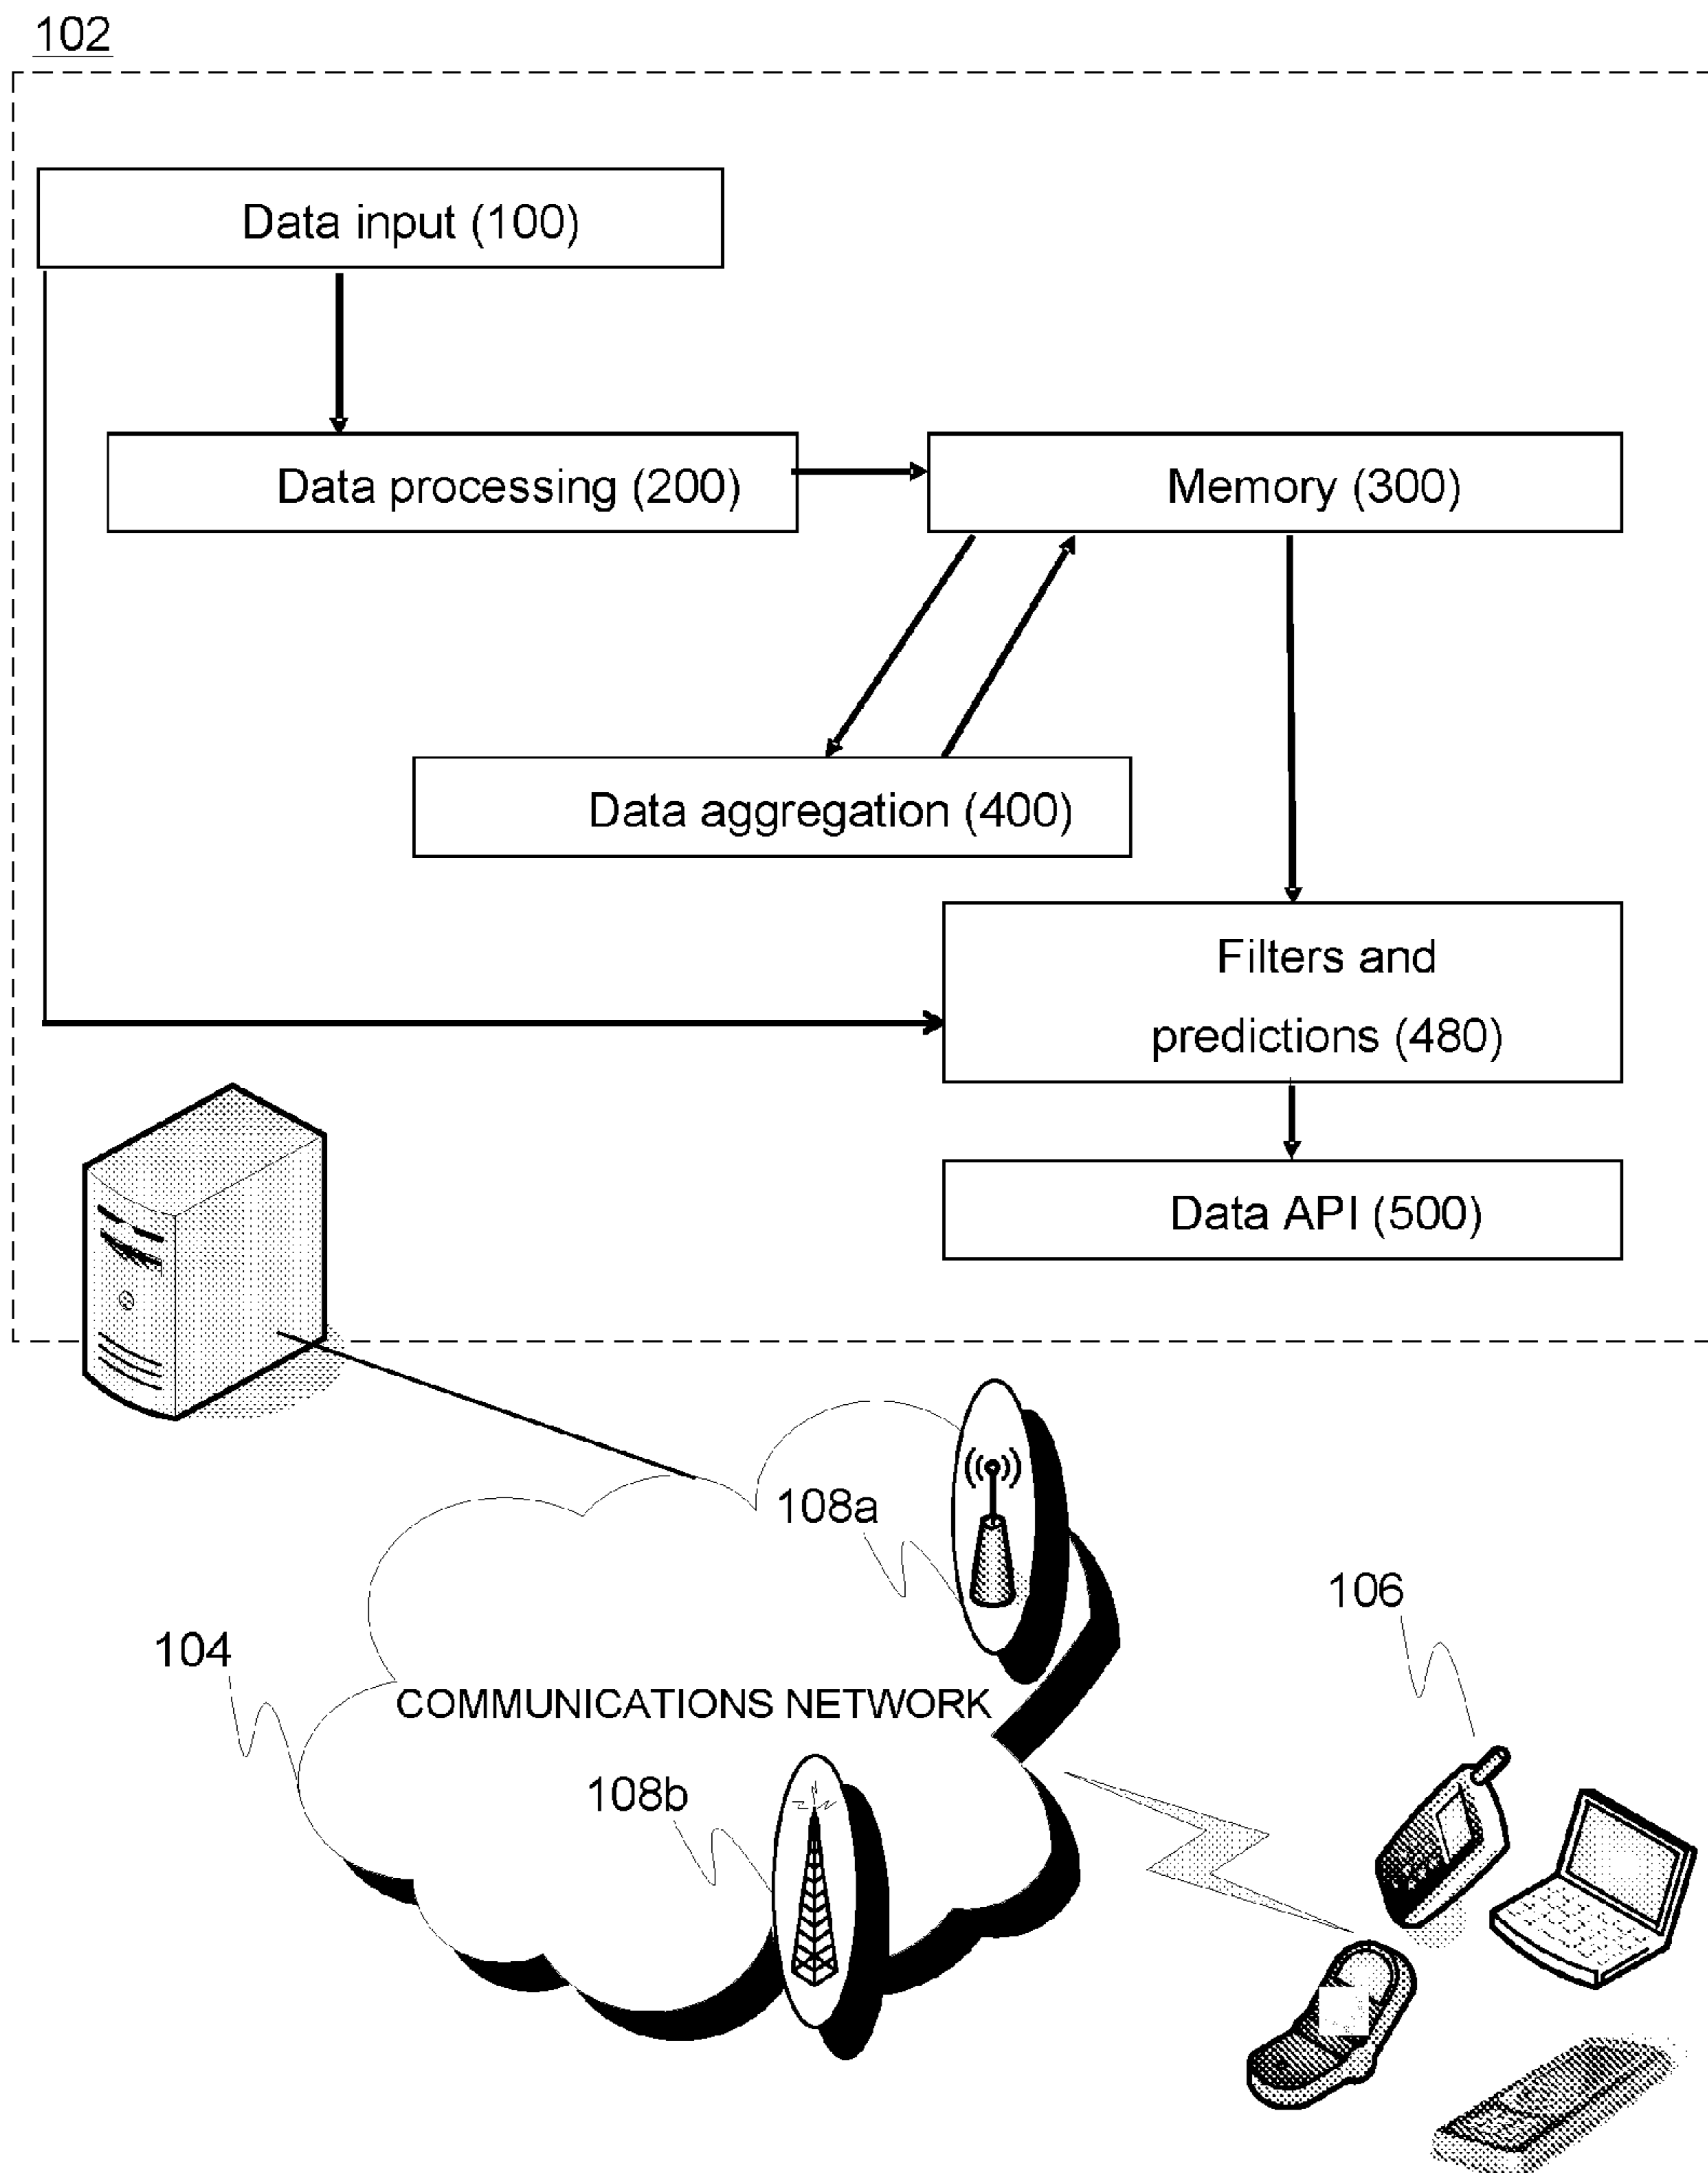 102
Data input (100)
Data processing (200)
Memory (300)
Data aggregation (400)
Filters and
predictions (480)
Data API (500)
108a
106
104
COMMUNICATIONS NETWORK
108b